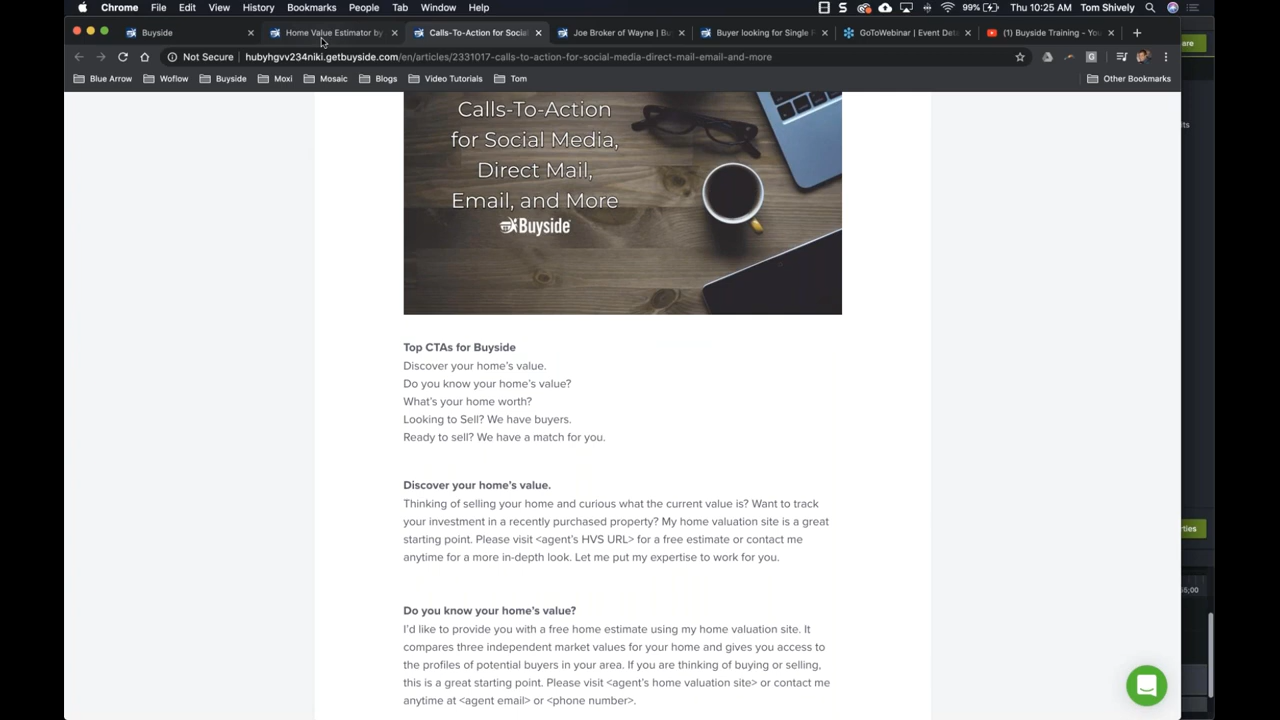 Chrome File Edit View History Bookmarks People Tab Window Help 99% Thu 10:25 AM Tom Shively
Buyside Home Value Estimator by Calls-To-Action for Social Joe Broker of Wayne | Bu Buyer looking for Single F GoToWebinar | Event Deta (1) Buyside Training - You
Not Secure hubyhgvv234niki.getbuyside.com/en/articles/2331017-calls-to-action-for-social-media-direct-mail-email-and-more
Blue Arrow Woflow Buyside Moxi Mosaic Blogs Video Tutorials Tom Other Bookmarks
Calls-To-Action
for Social Media,
Direct Mail,
Email, and More
Buyside
Top CTAs for Buyside
Discover your home's value.
Do you know your home's value?
What's your home worth?
Looking to Sell? We have buyers.
Ready to sell? We have a match for you.
Discover your home's value.
Thinking of selling your home and curious what the current value is? Want to track
your investment in a recently purchased property? My home valuation site is a great
starting point. Please visit <agent's HVS URL> for a free estimate or contact me
anytime for a more in-depth look. Let me put my expertise to work for you.
Do you know your home's value?
I'd like to provide you with a free home estimate using my home valuation site. It
compares three independent market values for your home and gives you access to
the profiles of potential buyers in your area. If you are thinking of buying or selling,
this is a great starting point. Please visit <agent's home valuation site> or contact me
anytime at <agent email> or <phone number>.